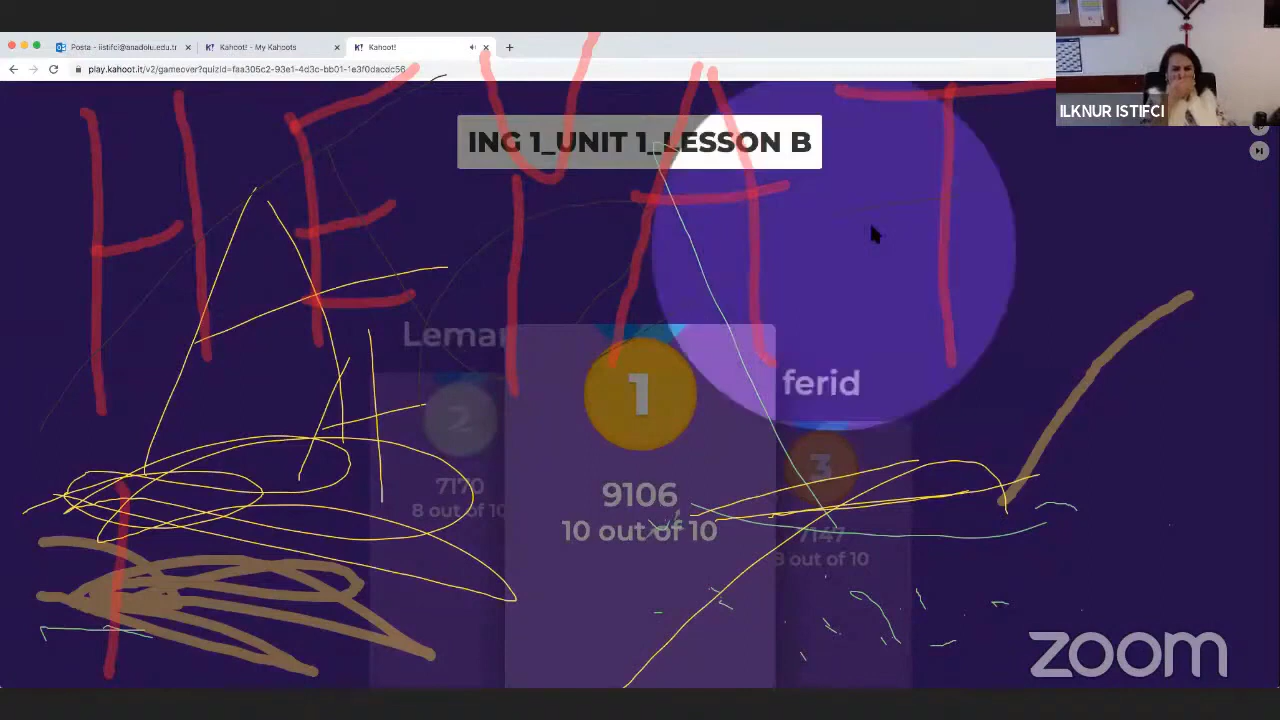 Posta - iistifci@anadolu.edu.tr
Kahoot! - My Kahoots
Kahoot!
play.kahoot.it/v2/gameover?quizId=faa305c2-93e1-4d3c-bb01-1e3f0dacdc56
ILKNUR ISTIFCI
ING 1_UNIT 1_LESSON B
HEYAT
Leman
ferid
1
2
3
9106
10 out of 10
7170
8 out of 10
7147
8 out of 10
zoom